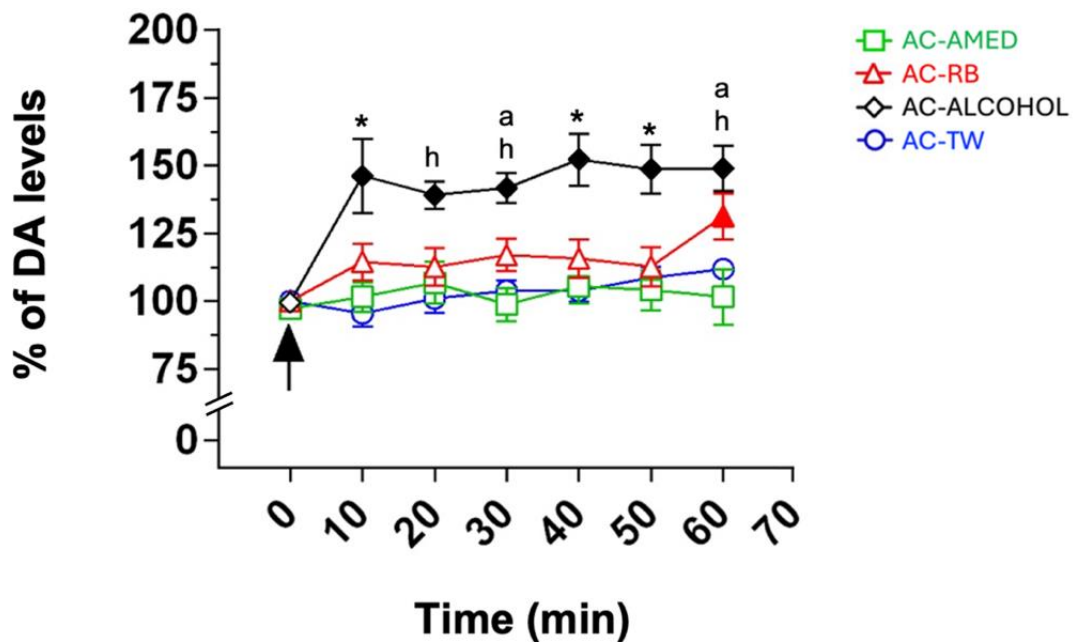 % of DA levels
200
175
150
125
100
75
0
*
h
a
h
*
*
a
h
0
10
20
30
40
50
60
70
Time (min)
AC-AMED
AC-RB
AC-ALCOHOL
AC-TW